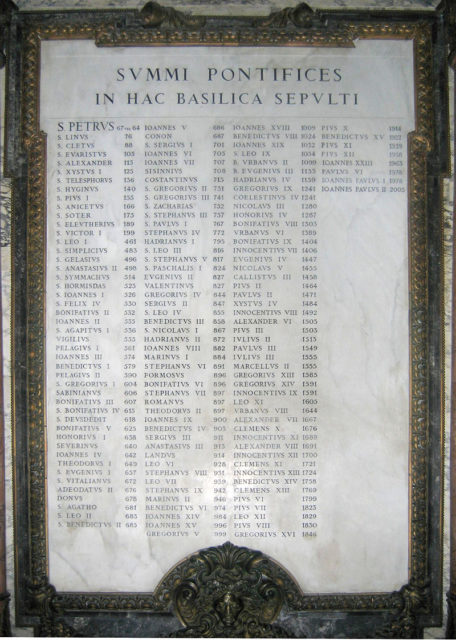 SVMMI PONTIFICES
IN HAC BASILICA SEPVLTI
S. PETRVS 67 vel 64
S. LINVS 76
S. CLETVS 88
S. EVARISTVS 105
S. ALEXANDER 115
S. XYSTVS I 125
S. TELESPHORVS 136
S. HYGINVS 140
S. PIVS I 155
S. ANICETVS 166
S. SOTER 175
S. ELEVTHERIVS 189
S. VICTOR I 199
S. LEO I 461
S. SIMPLICIVS 483
S. GELASIVS 496
S. ANASTASIVS II 498
S. SYMMACHVS 514
S. HORMISDAS 523
S. IOANNES I 526
S. FELIX IV 530
BONIFATIVS II 532
IOANNES II 535
S. AGAPITVS I 536
VIGILIVS 555
PELAGIVS I 561
IOANNES III 574
BENEDICTVS I 579
PELAGIVS II 590
S. GREGORIVS I 604
SABINIANVS 606
BONIFATIVS III 607
S. BONIFATIVS IV 615
S. DEVSDEDIT 618
BONIFATIVS V 625
HONORIVS I 638
SEVERINVS 640
IOANNES IV 642
THEODORVS I 649
S. EVGENIVS I 657
S. VITALIANVS 672
ADEODATVS II 676
DONVS 678
S. AGATHO 681
S. LEO II 683
S. BENEDICTVS II 685
IOANNES V 686
CONON 687
S. SERGIVS I 701
IOANNES VI 705
IOANNES VII 707
SISINNIVS 708
CONSTANTINVS 715
S. GREGORIVS II 731
S. GREGORIVS III 741
S. ZACHARIAS 752
S. STEPHANVS III 757
S. PAVLVS I 767
STEPHANVS IV 772
HADRIANVS I 795
S. LEO III 816
S. STEPHANVS V 817
S. PASCHALIS I 824
EVGENIVS II 827
VALENTINVS 827
GREGORIVS IV 844
SERGIVS II 847
S. LEO IV 855
BENEDICTVS III 858
S. NICOLAVS I 867
HADRIANVS II 872
IOANNES VIII 882
MARINVS I 884
STEPHANVS VI 891
FORMOSVS 896
BONIFATIVS VI 896
STEPHANVS VII 897
ROMANVS 897
THEODORVS II 897
IOANNES IX 900
BENEDICTVS IV 903
SERGIVS III 911
ANASTASIVS III 913
LANDVS 914
LEO VI 928
STEPHANVS VIII 931
LEO VII 939
STEPHANVS IX 942
MARINVS II 946
BENEDICTVS VI 974
IOANNES XIV 984
IOANNES XV 996
GREGORIVS V 999
IOANNES XVIII 1009
BENEDICTVS VIII 1024
IOANNES XIX 1032
S. LEO IX 1054
B. VRBANVS II 1099
B. EVGENIVS III 1153
HADRIANVS IV 1159
GREGORIVS IX 1241
COELESTINVS IV 1241
NICOLAVS III 1280
HONORIVS IV 1287
BONIFATIVS VIII 1303
VRBANVS VI 1389
BONIFATIVS IX 1404
INNOCENTIVS VII 1406
EVGENIVS IV 1447
NICOLAVS V 1455
CALLISTVS III 1458
PIVS II 1464
PAVLVS II 1471
XYSTVS IV 1484
INNOCENTIVS VIII 1492
ALEXANDER VI 1503
PIVS III 1503
IVLIVS II 1513
PAVLVS III 1549
IVLIVS III 1555
MARCELLVS II 1555
GREGORIVS XIII 1585
GREGORIVS XIV 1591
INNOCENTIVS IX 1591
LEO XI 1605
VRBANVS VIII 1644
ALEXANDER VII 1667
CLEMENS X 1676
INNOCENTIVS XI 1689
ALEXANDER VIII 1691
INNOCENTIVS XII 1700
CLEMENS XI 1721
INNOCENTIVS XIII 1724
BENEDICTVS XIV 1758
CLEMENS XIII 1769
PIVS VI 1799
PIVS VII 1823
LEO XII 1829
PIVS VIII 1830
GREGORIVS XVI 1846
PIVS X 1914
BENEDICTVS XV 1922
PIVS XI 1939
PIVS XII 1958
IOANNES XXIII 1963
PAVLVS VI 1978
IOANNES PAVLVS I 1978
IOANNES PAVLVS II 2005